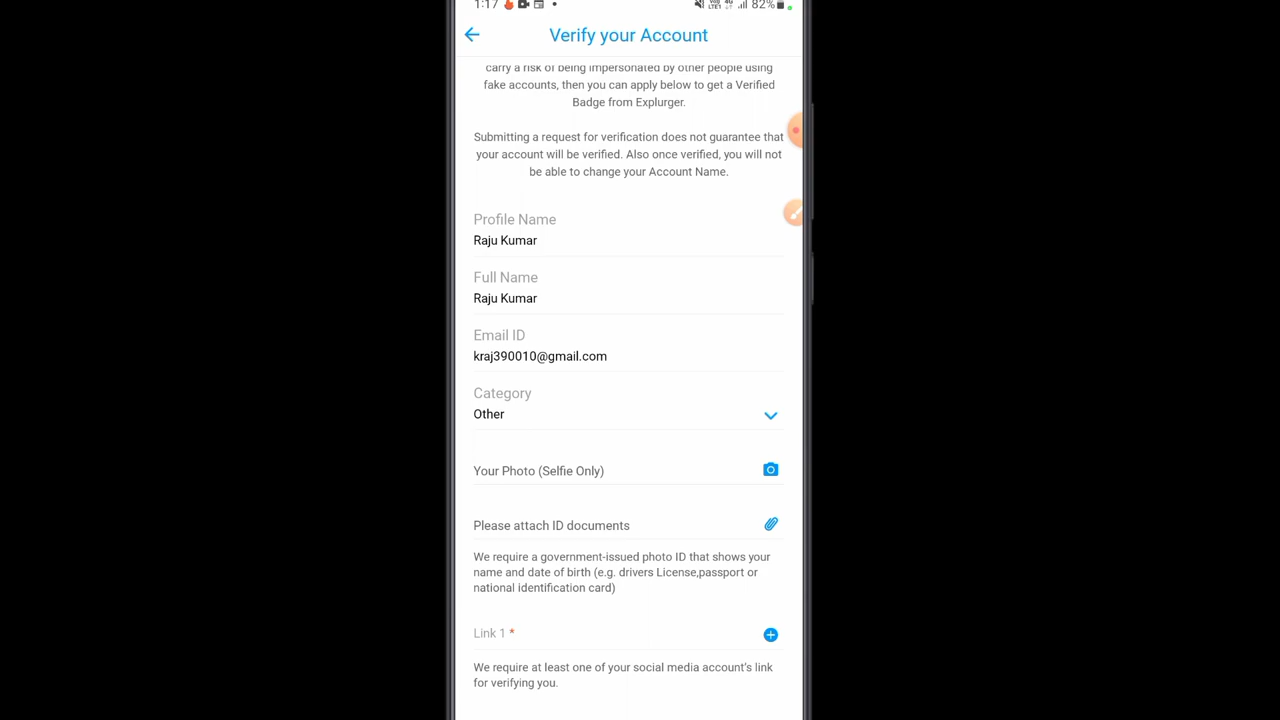 1:17
82%
Verify your Account
carry a risk of being impersonated by other people using
fake accounts, then you can apply below to get a Verified
Badge from Explurger.
Submitting a request for verification does not guarantee that
your account will be verified. Also once verified, you will not
be able to change your Account Name.
Profile Name
Raju Kumar
Full Name
Raju Kumar
Email ID
kraj390010@gmail.com
Category
Other
Your Photo (Selfie Only)
Please attach ID documents
We require a government-issued photo ID that shows your
name and date of birth (e.g. drivers License,passport or
national identification card)
Link 1 *
We require at least one of your social media account's link
for verifying you.